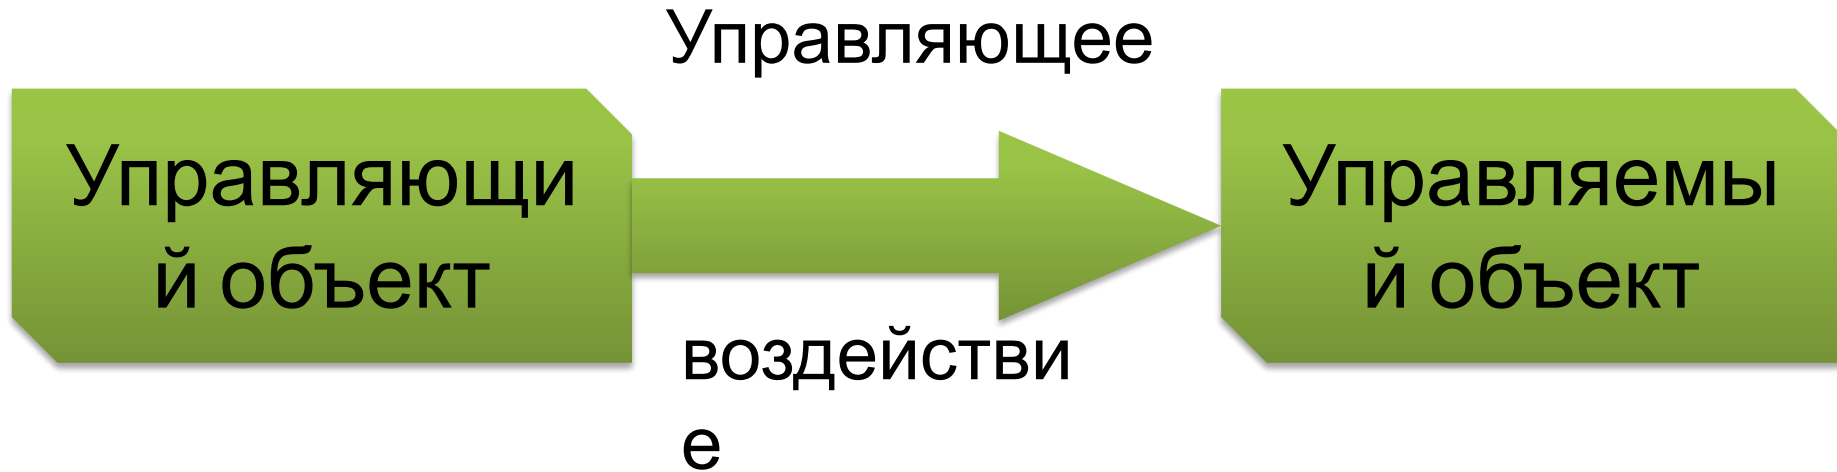 Управляющее
Управляющи
й объект
Управляемы
й объект
воздействи
е